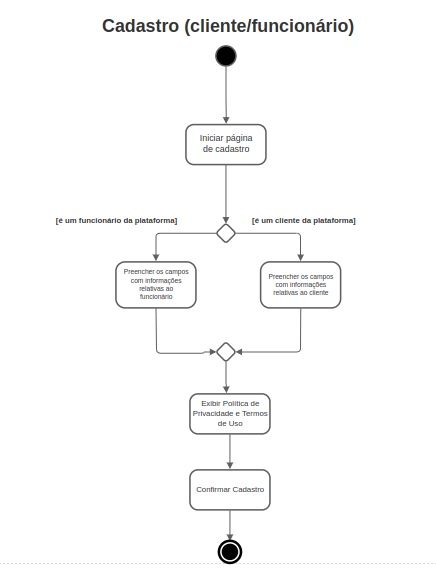 Cadastro (cliente/funcionário)
Iniciar página
de cadastro
[é um funcionário da plataforma]
[é um cliente da plataforma]
Preencher os campos
com informações
relativas ao
funcionário
Preencher os campos
com informações
relativas ao cliente
Exibir Política de
Privacidade e Termos
de Uso
Confirmar Cadastro